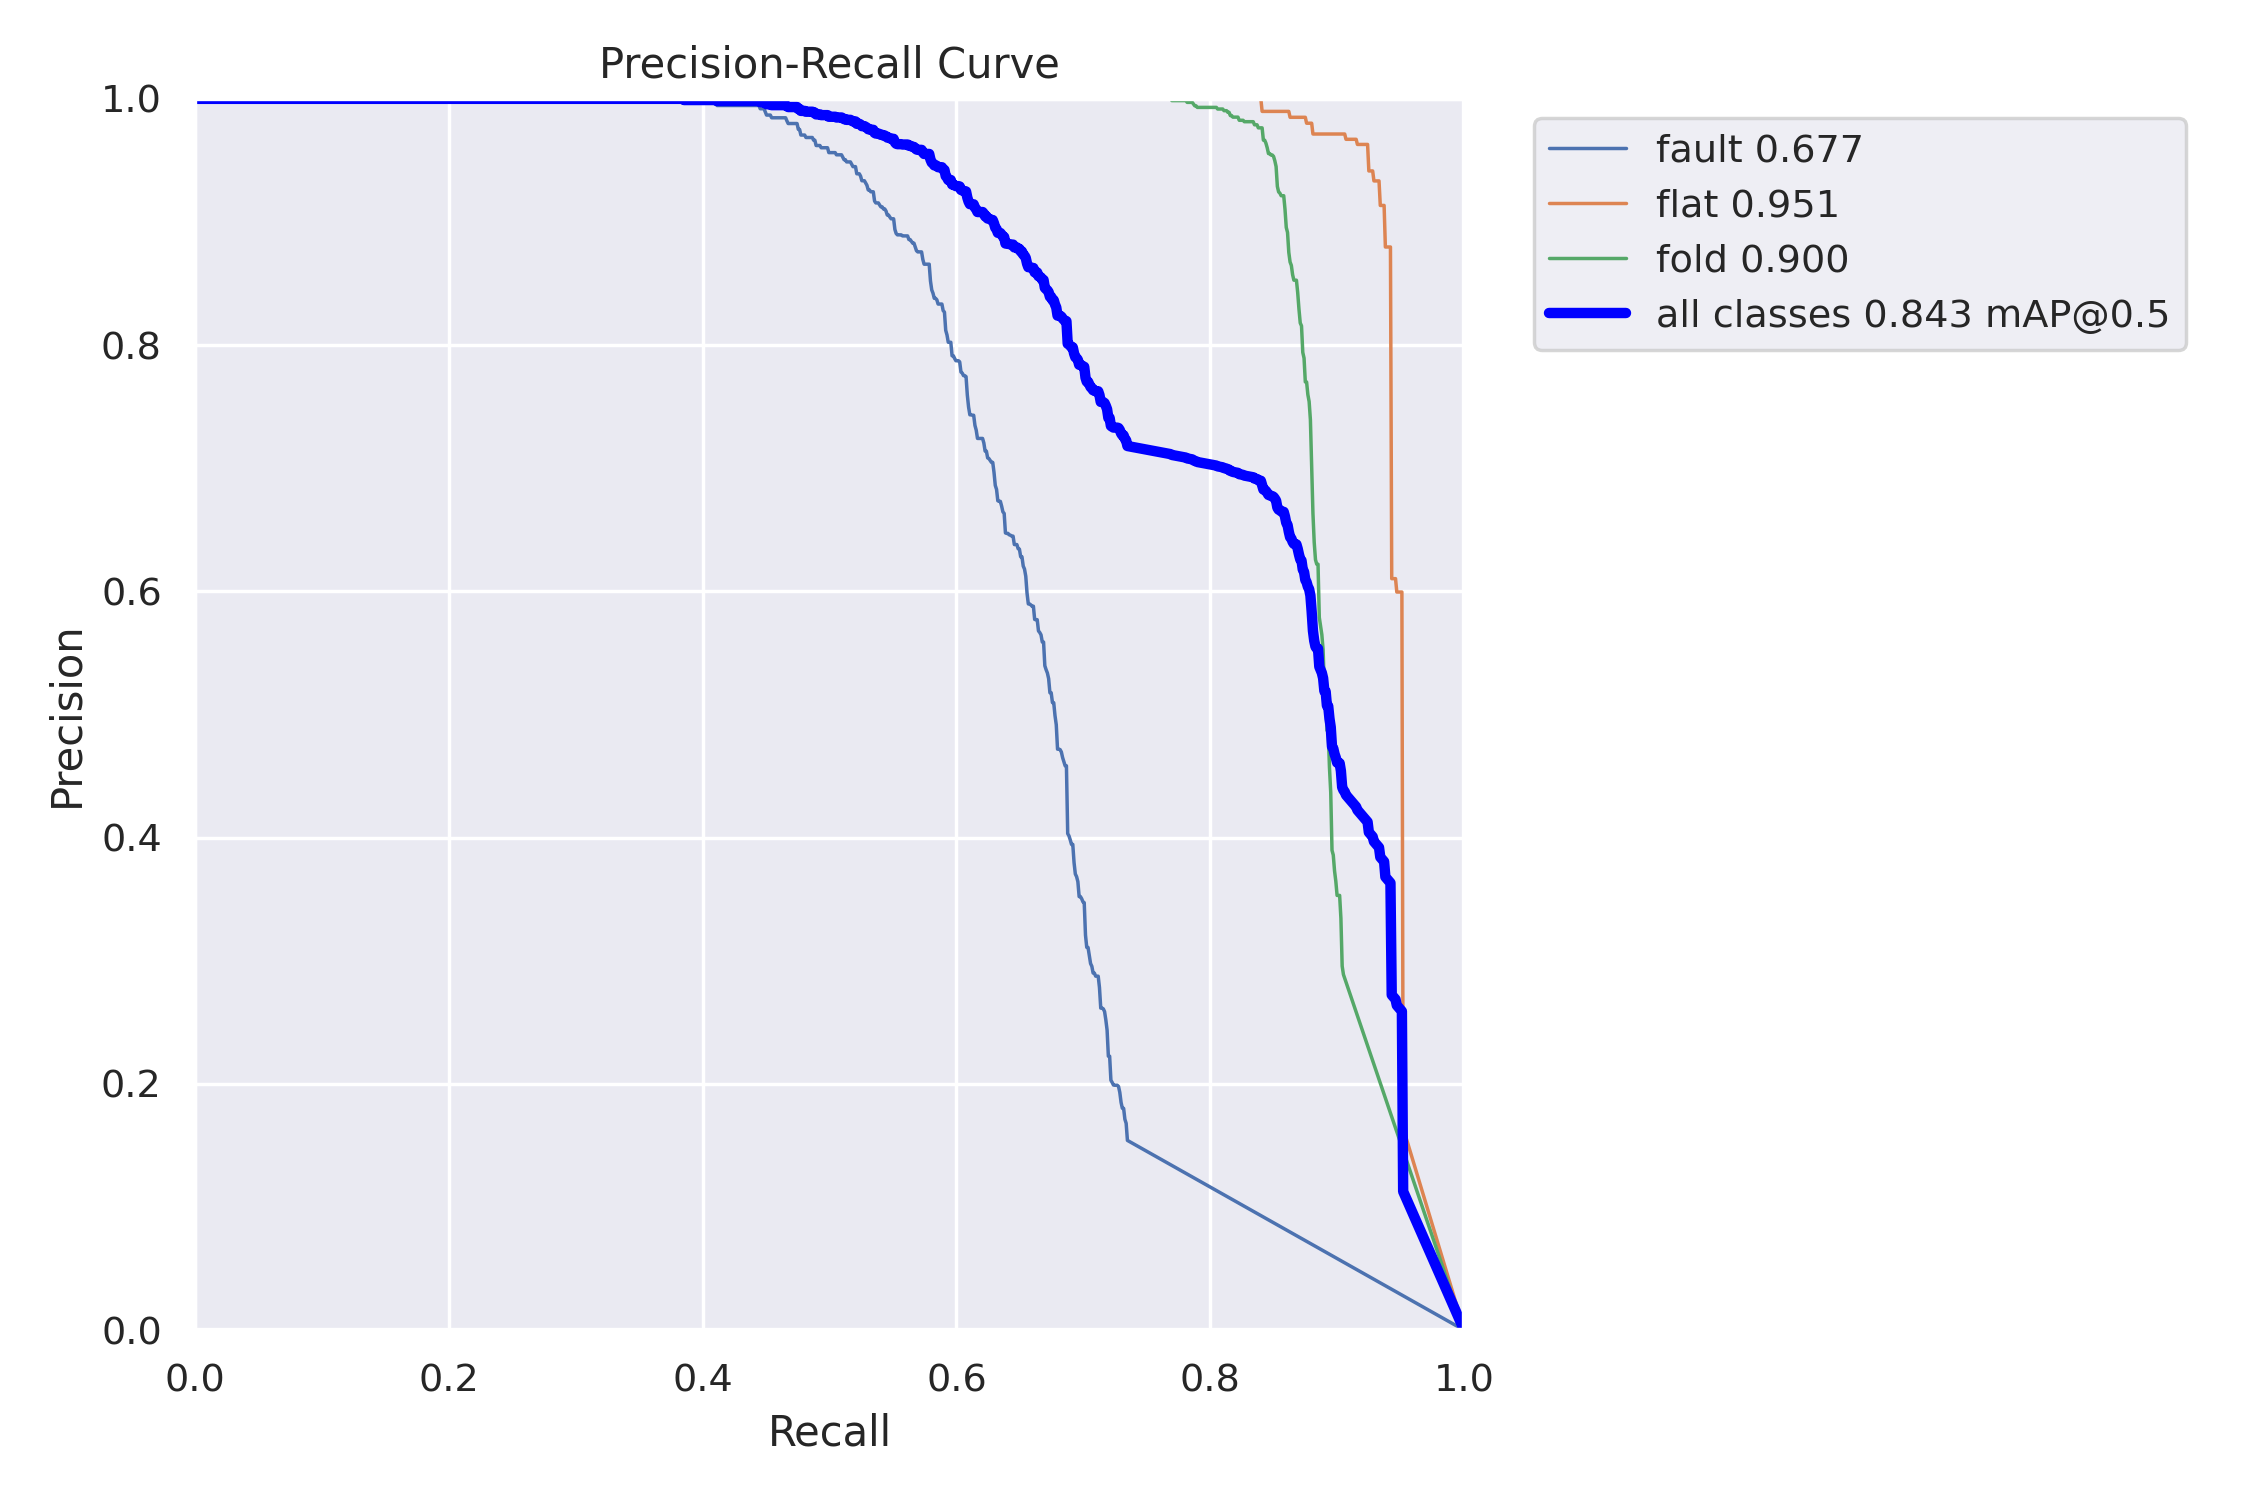 Precision-Recall Curve
1.0
0.8
0.6
0.4
0.2
0.0
Precision
0.0 0.2 0.4 0.6 0.8 1.0
Recall
fault 0.677
flat 0.951
fold 0.900
all classes 0.843 mAP@0.5